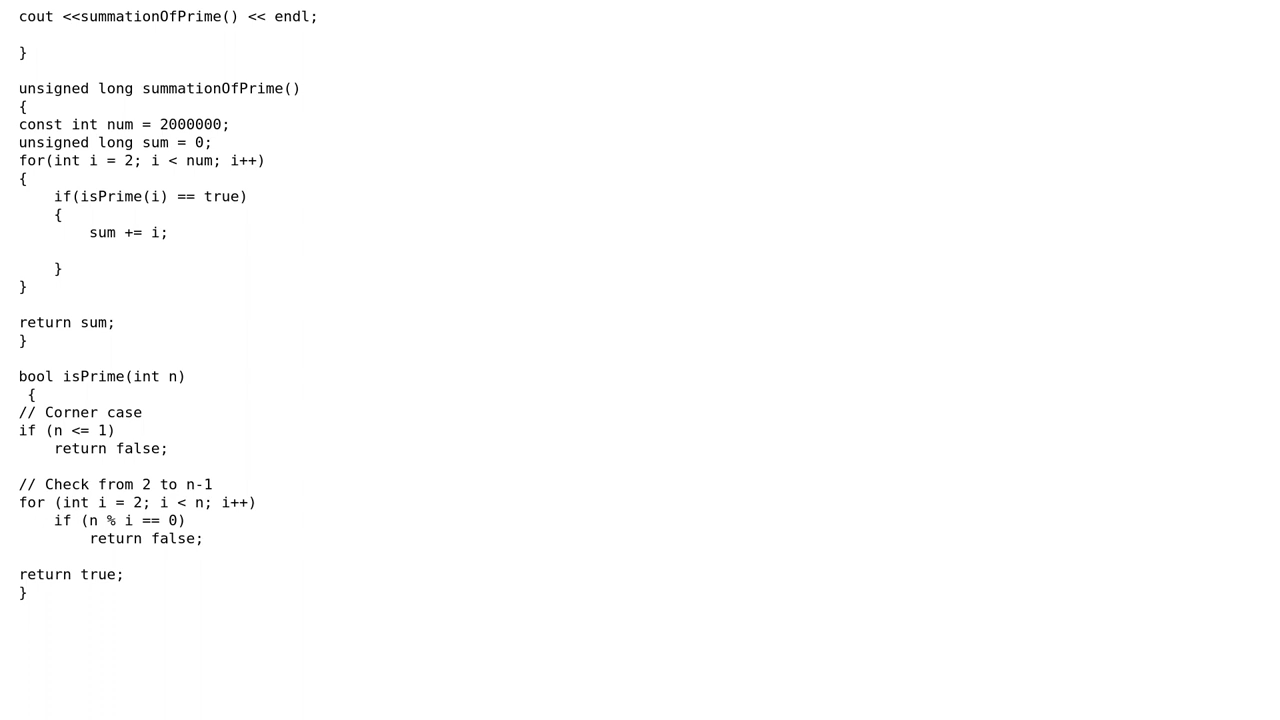 cout <<summationOfPrime() << endl;
}
unsigned long summationOfPrime()
{
const int num = 2000000;
unsigned long sum = 0;
for(int i = 2; i < num; i++)
{
    if(isPrime(i) == true)
    {
        sum += i;
    }
}
return sum;
}
bool isPrime(int n)
 {
// Corner case
if (n <= 1)
    return false;
// Check from 2 to n-1
for (int i = 2; i < n; i++)
    if (n % i == 0)
        return false;
return true;
}